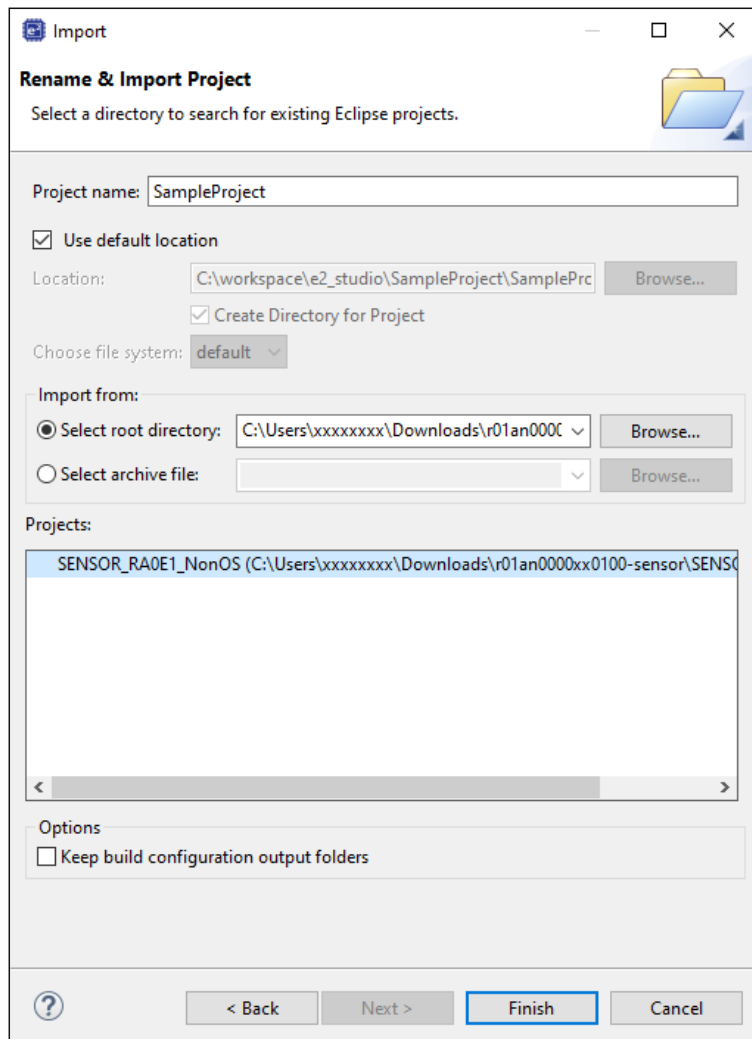 e² Import
Rename & Import Project
Select a directory to search for existing Eclipse projects.
Project name: SampleProject
Use default location
Location: C:\workspace\e2_studio\SampleProject\SamplePrc Browse...
Create Directory for Project
Choose file system: default
Import from:
Select root directory: C:\Users\xxxxxxxx\Downloads\r01an000( Browse...
Select archive file: Browse...
Projects:
SENSOR_RA0E1_NonOS (C:\Users\xxxxxxxx\Downloads\r01an0000xx0100-sensor\SENSO
Options
Keep build configuration output folders
? < Back Next > Finish Cancel